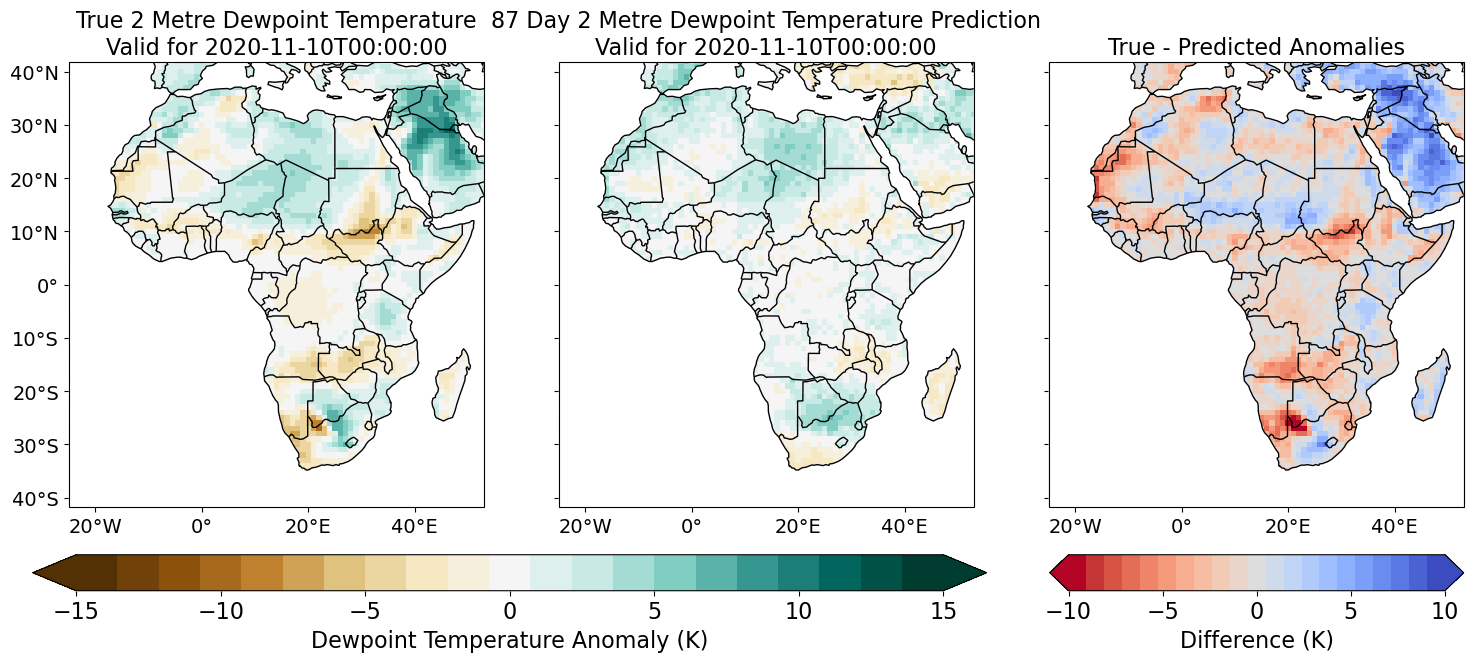 True 2 Metre Dewpoint Temperature
Valid for 2020-11-10T00:00:00
87 Day 2 Metre Dewpoint Temperature Prediction
Valid for 2020-11-10T00:00:00
True - Predicted Anomalies
40°N
30°N
20°N
10°N
0°
10°S
20°S
30°S
40°S
20°W 0° 20°E 40°E
20°W 0° 20°E 40°E
20°W 0° 20°E 40°E
−15 −10 −5 0 5 10 15
Dewpoint Temperature Anomaly (K)
−10 −5 0 5 10
Difference (K)